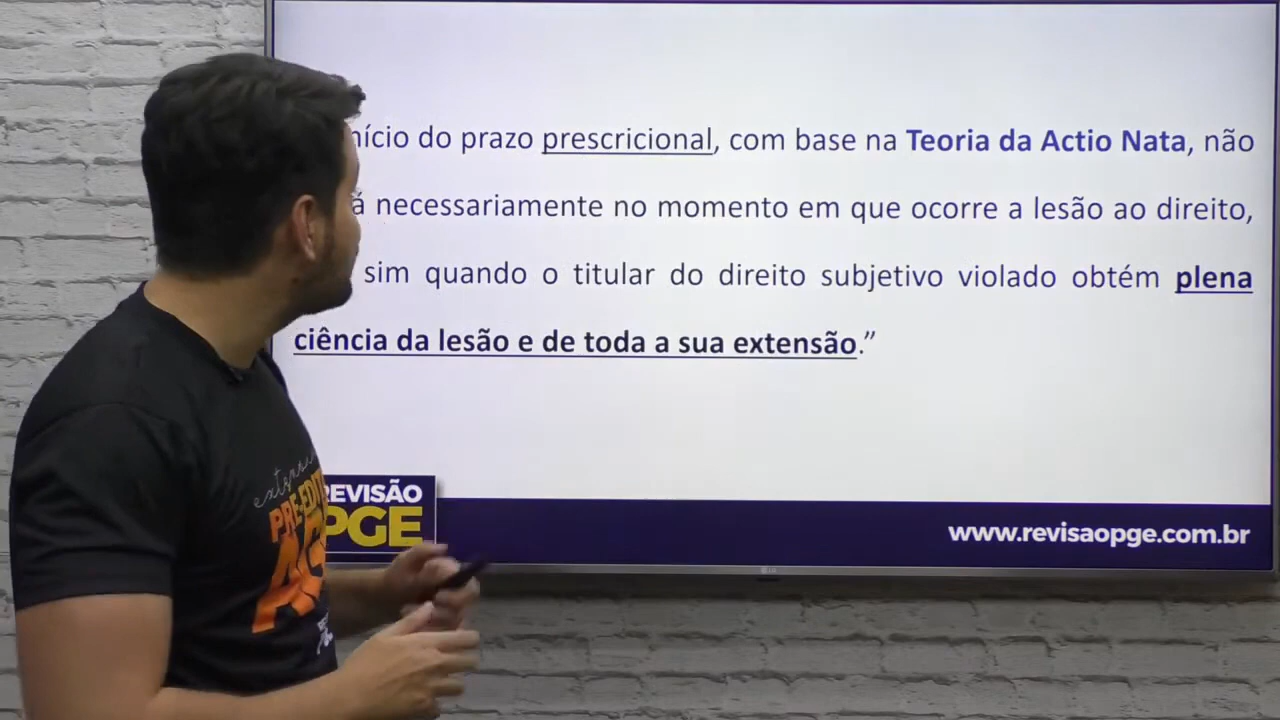 início do prazo prescricional, com base na Teoria da Actio Nata, não
necessariamente no momento em que ocorre a lesão ao direito,
sim quando o titular do direito subjetivo violado obtém plena
ciência da lesão e de toda a sua extensão.”
REVISÃO
PGE
www.revisaopge.com.br
LG